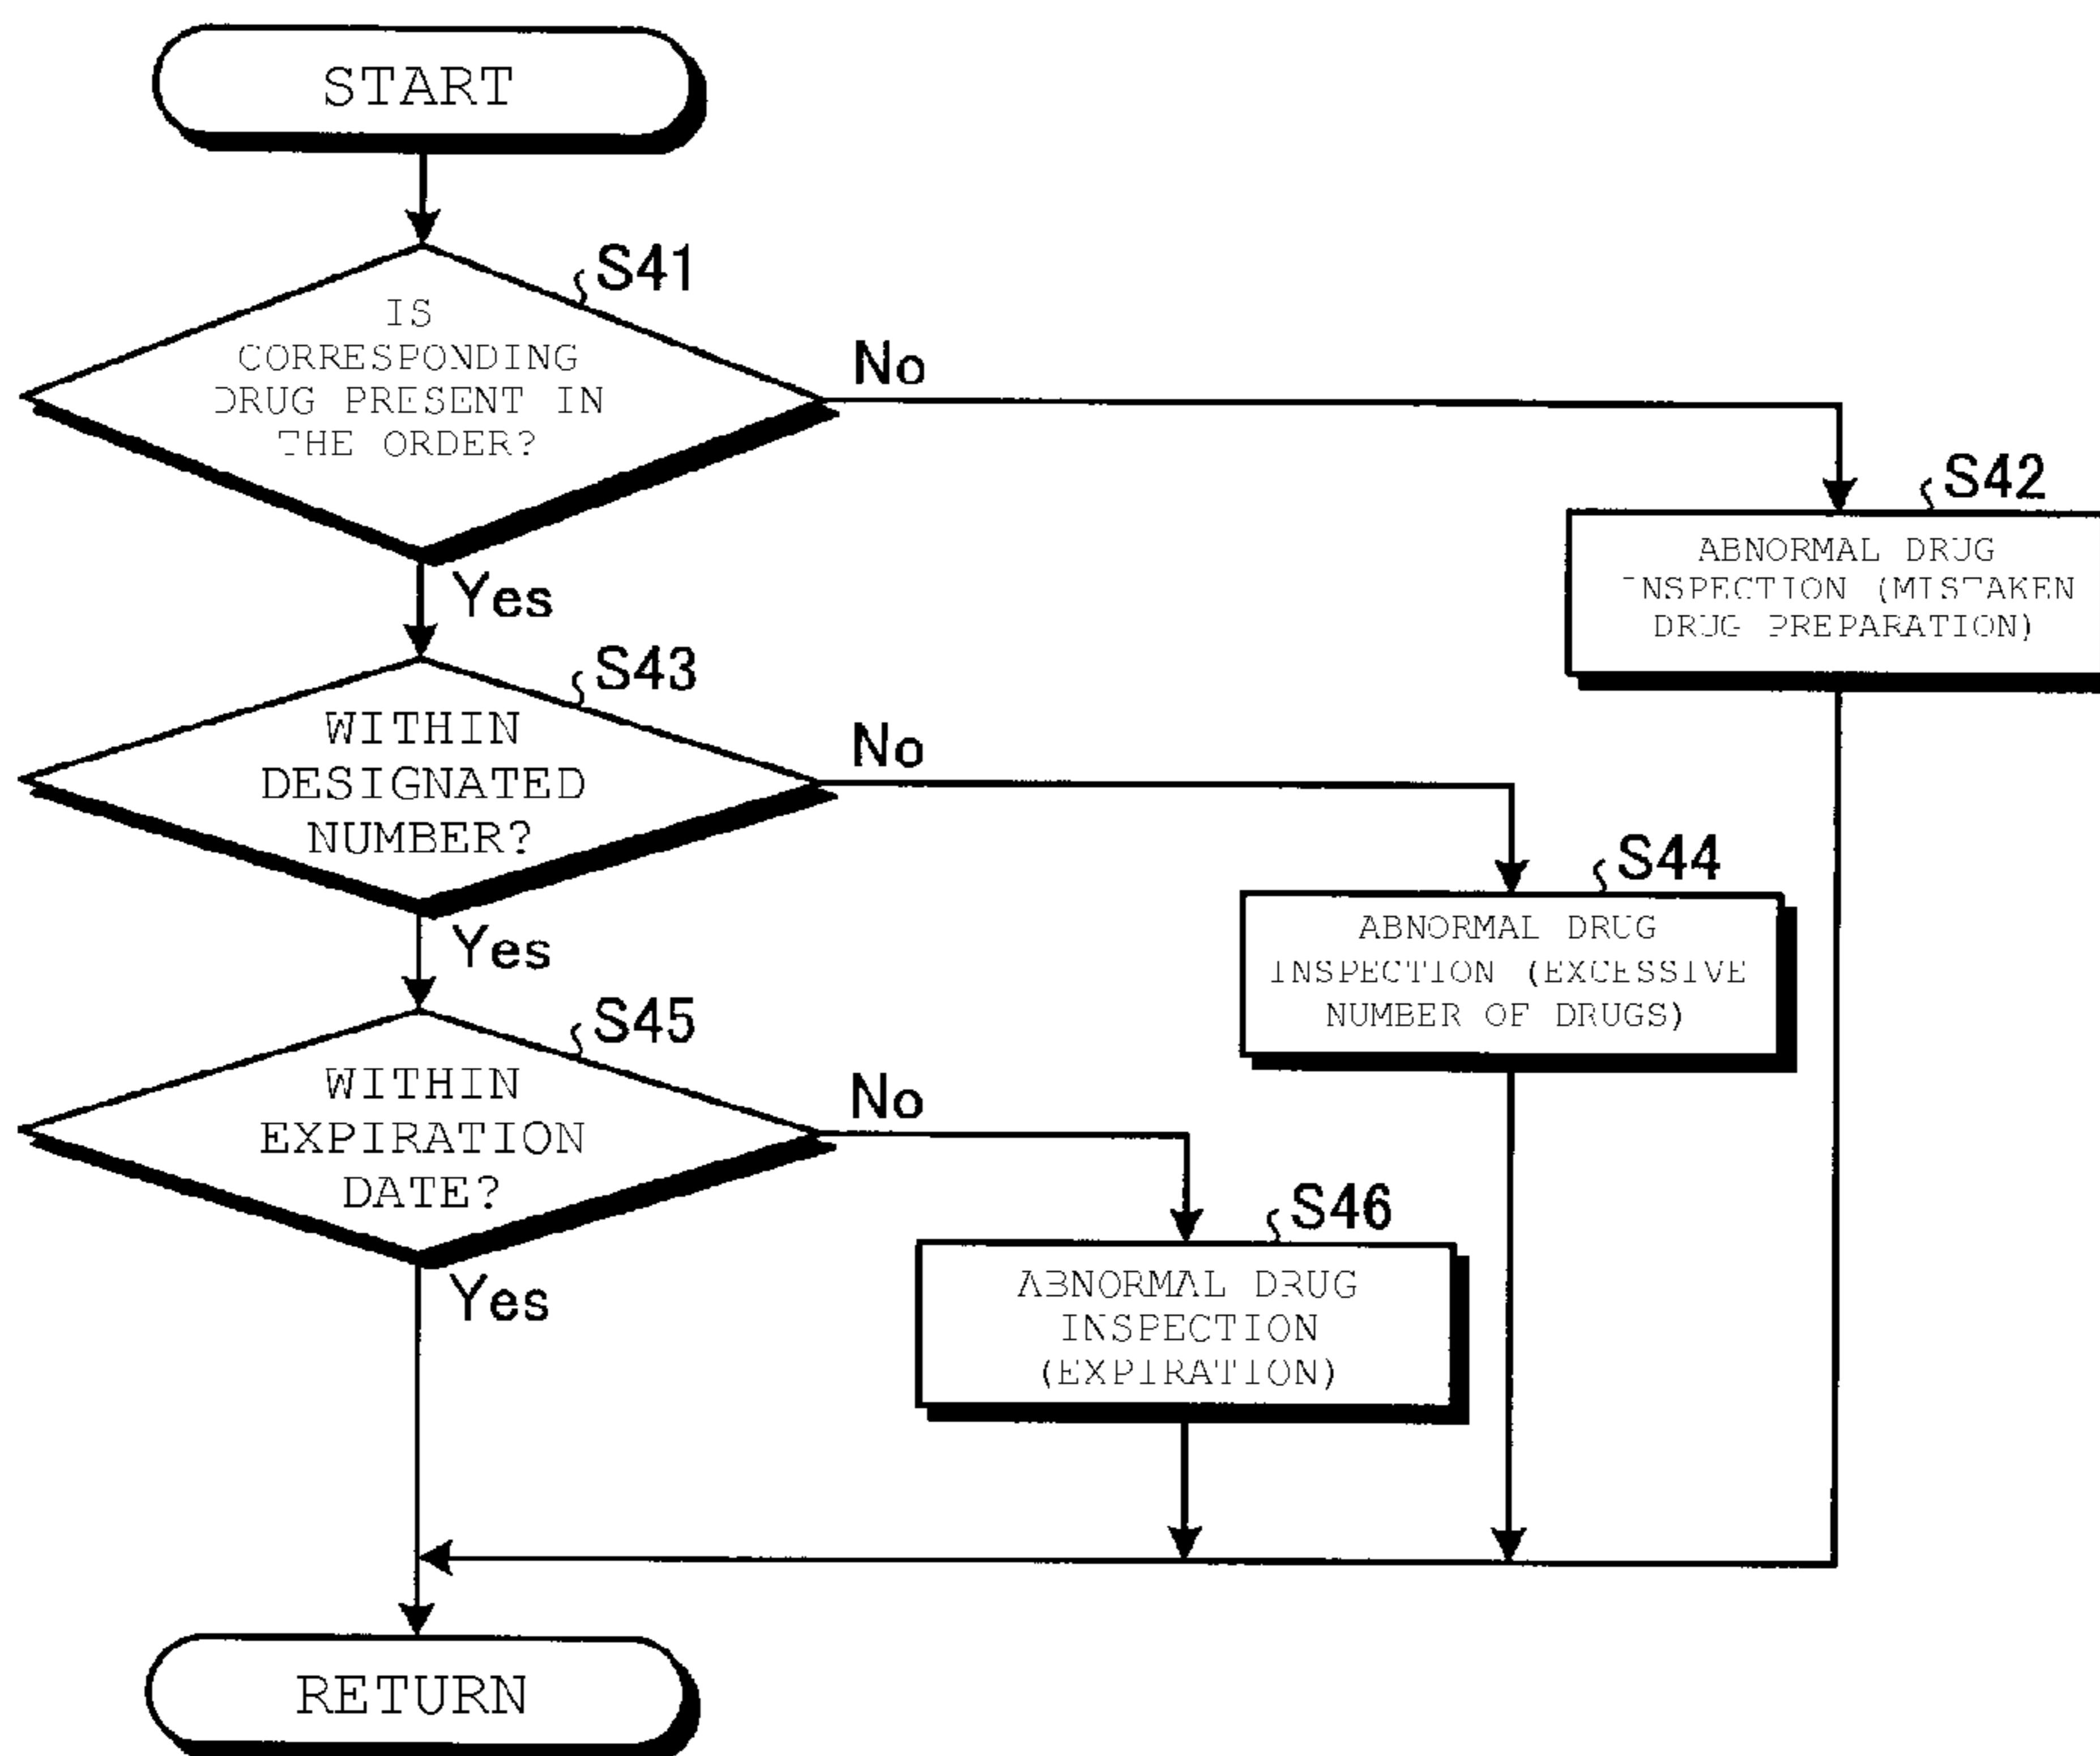 START
S41
IS
CORRESPONDING
DRUG PRESENT IN
THE ORDER?
No
S42
ABNORMAL DRUG
INSPECTION (MISTAKEN
DRUG PREPARATION)
Yes
S43
WITHIN
DESIGNATED
NUMBER?
No
S44
ABNORMAL DRUG
INSPECTION (EXCESSIVE
NUMBER OF DRUGS)
Yes
S45
WITHIN
EXPIRATION
DATE?
No
S46
ABNORMAL DRUG
INSPECTION
(EXPIRATION)
Yes
RETURN